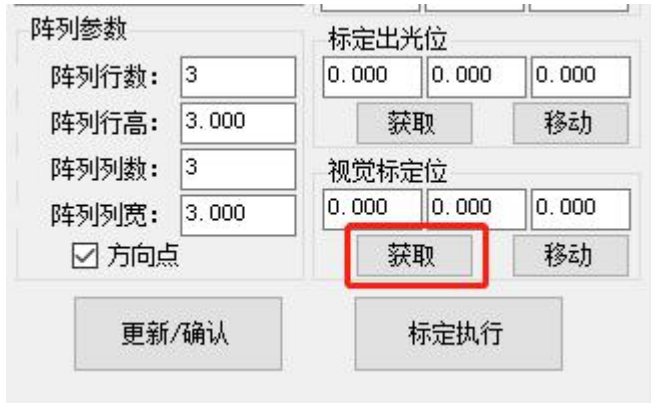 阵列参数
阵列行数： 3
阵列行高： 3.000
阵列列数： 3
阵列列宽： 3.000
方向点
标定出光位
0.000 0.000 0.000
获取 移动
视觉标定位
0.000 0.000 0.000
获取 移动
更新/确认 标定执行